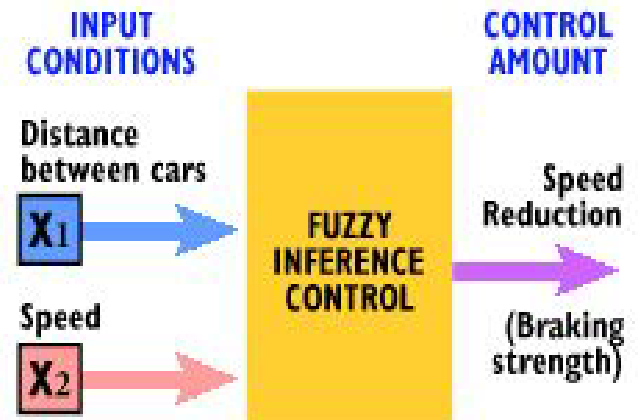 INPUT
CONDITIONS
CONTROL
AMOUNT
Distance
between cars
X1
Speed
X2
FUZZY
INFERENCE
CONTROL
Speed
Reduction
(Braking
strength)